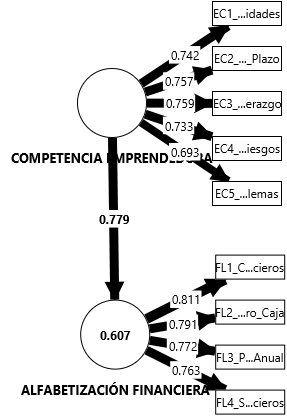 EC1_...idades
0.742
EC2_..._Plazo
0.757
0.759
EC3_...erazgo
0.733
EC4_...iesgos
COMPETENCIA EMPRENDEDORA
0.693
EC5_...lemas
0.779
FL1_C...cieros
0.811
FL2_...ro_Caja
0.791
0.607
0.772
FL3_P...Anual
0.763
ALFABETIZACIÓN FINANCIERA
FL4_S...cieros